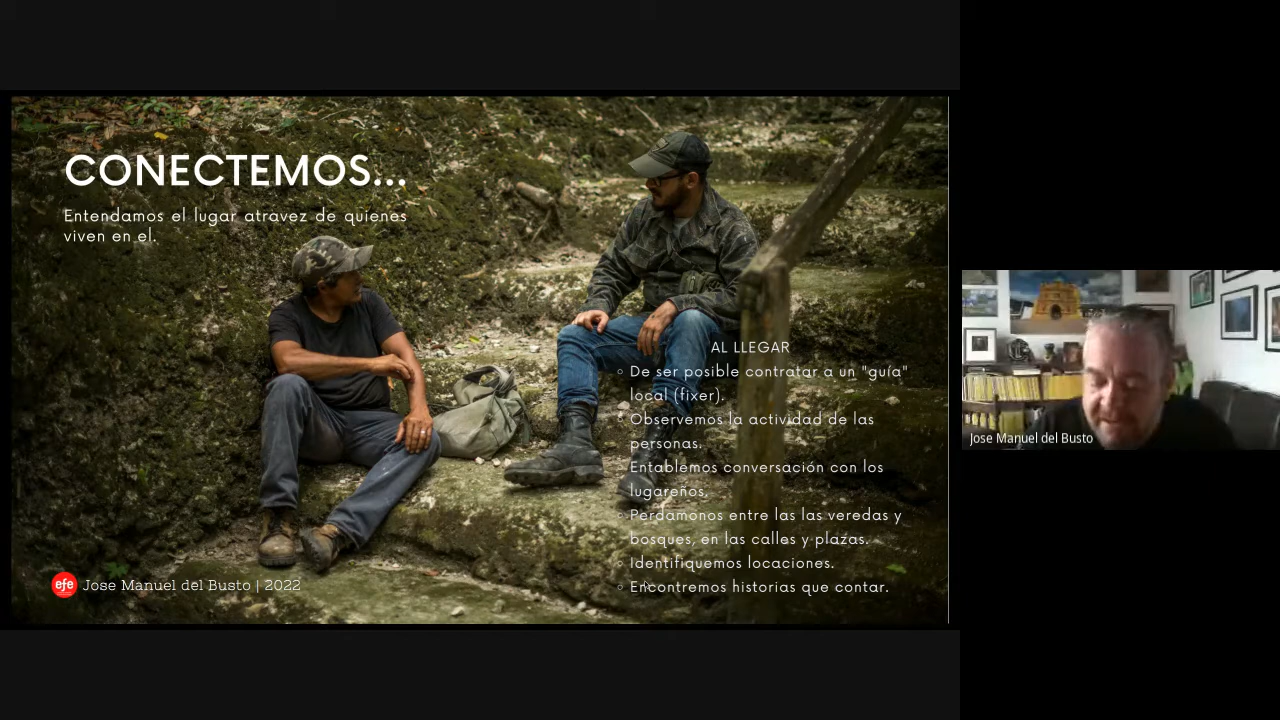 CONECTEMOS...
Entendamos el lugar atravez de quienes
viven en el.
AL LLEGAR
De ser posible contratar a un "guía"
local (fixer).
Observemos la actividad de las
personas.
Entablemos conversación con los
lugareños.
Perdamonos entre las las veredas y
bosques, en las calles y plazas.
Identifiquemos locaciones.
Encontremos historias que contar.
efe Jose Manuel del Busto | 2022
Jose Manuel del Busto